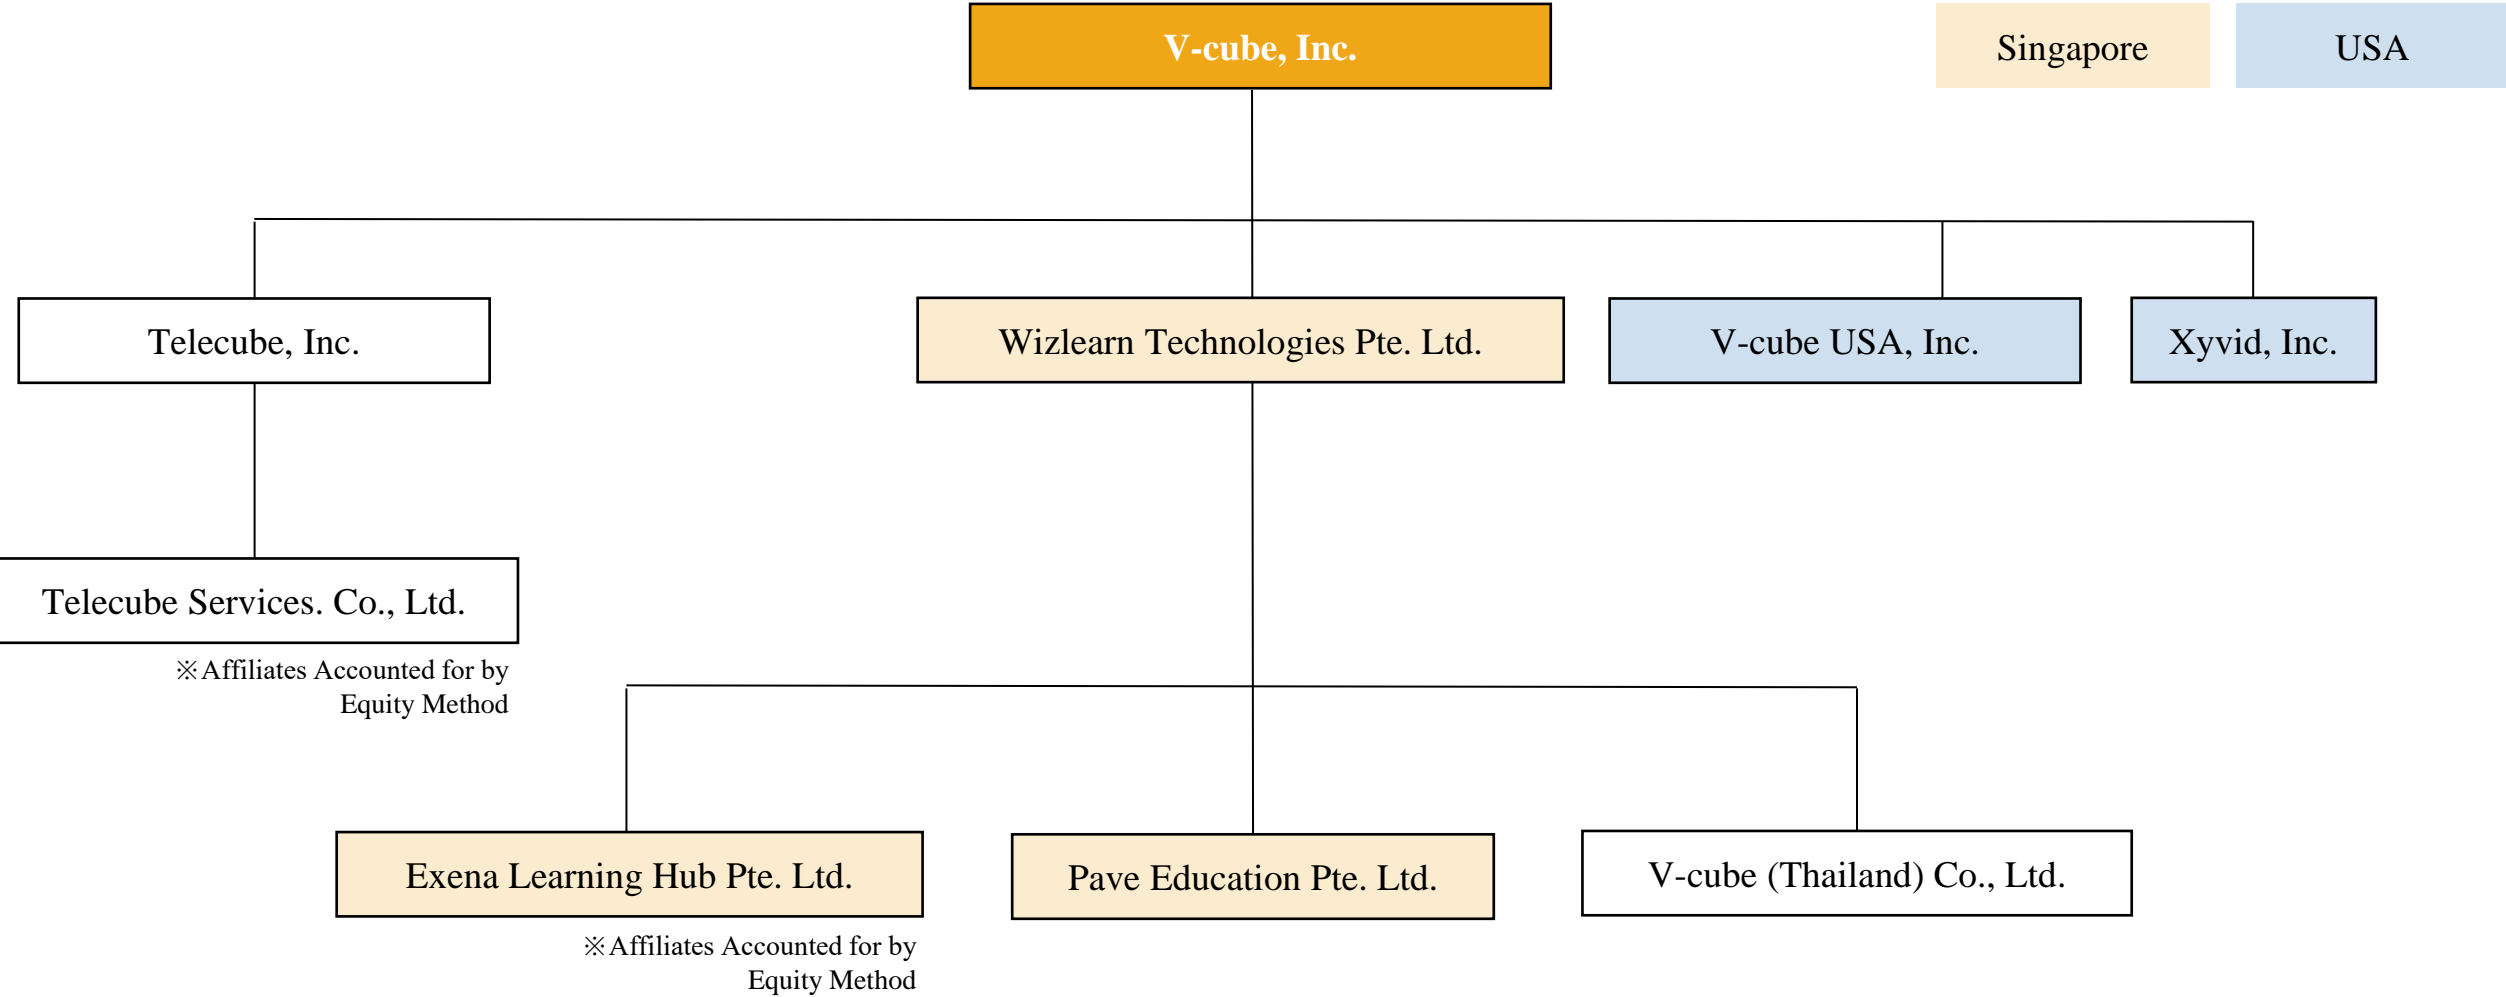 V-cube, Inc.
Singapore
USA
Telecube, Inc.
Wizlearn Technologies Pte. Ltd.
V-cube USA, Inc.
Xyvid, Inc.
Telecube Services. Co., Ltd.
※Affiliates Accounted for by
Equity Method
Exena Learning Hub Pte. Ltd.
Pave Education Pte. Ltd.
V-cube (Thailand) Co., Ltd.
※Affiliates Accounted for by
Equity Method